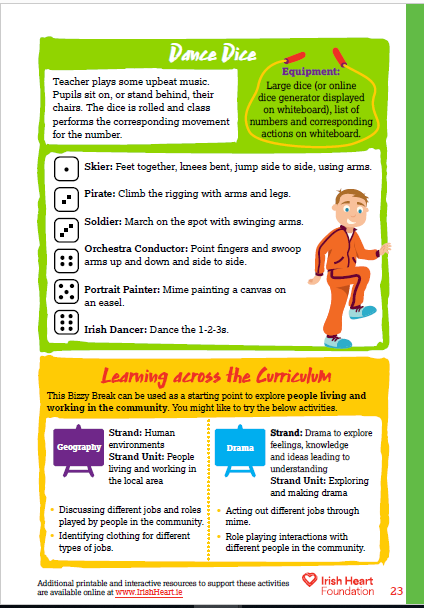 Dance Dice
Teacher plays some upbeat music.
Pupils sit on, or stand behind, their
chairs. The dice is rolled and class
performs the corresponding movement
for the number.
Equipment:
Large dice (or online
dice generator displayed
on whiteboard), list of
numbers and corresponding
actions on whiteboard.
Skier: Feet together, knees bent, jump side to side, using arms.
Pirate: Climb the rigging with arms and legs.
Soldier: March on the spot with swinging arms.
Orchestra Conductor: Point fingers and swoop
arms up and down and side to side.
Portrait Painter: Mime painting a canvas on
an easel.
Irish Dancer: Dance the 1-2-3s.
Learning across the Curriculum
This Bizzy Break can be used as a starting point to explore people living and
working in the community. You might like to try the below activities.
Geography
Strand: Human
environments
Strand Unit: People
living and working in
the local area
• Discussing different jobs and roles
played by people in the community.
• Identifying clothing for different
types of jobs.
Drama
Strand: Drama to explore
feelings, knowledge
and ideas leading to
understanding
Strand Unit: Exploring
and making drama
• Acting out different jobs through
mime.
• Role playing interactions with
different people in the community.
Additional printable and interactive resources to support these activities
are available online at www.IrishHeart.ie
Irish Heart
Foundation
23